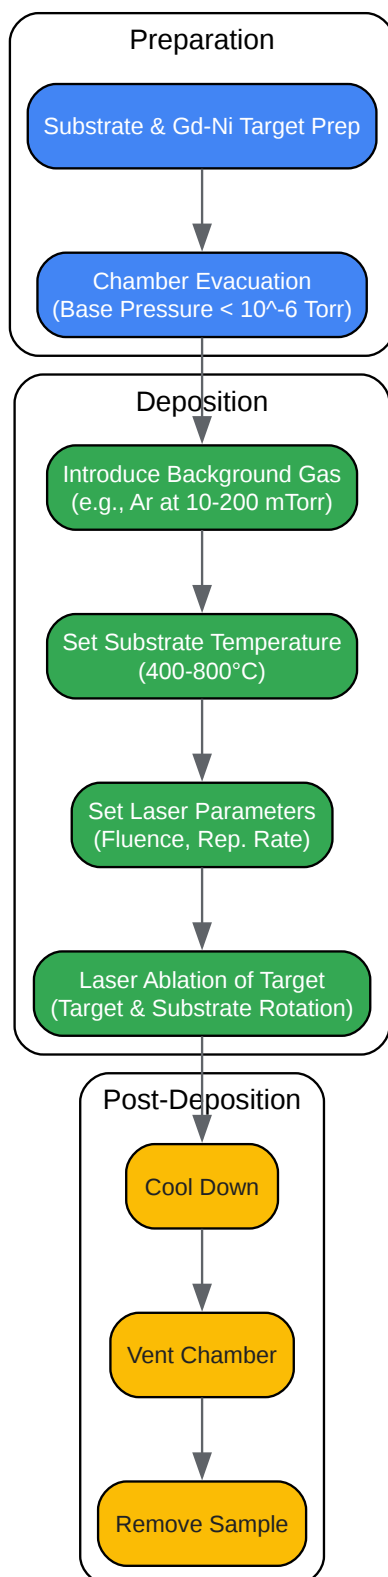 Preparation
Substrate & Gd-Ni Target Prep
Chamber Evacuation
(Base Pressure < 10^-6 Torr)
Deposition
Introduce Background Gas
(e.g., Ar at 10-200 mTorr)
Set Substrate Temperature
(400-800°C)
Set Laser Parameters
(Fluence, Rep. Rate)
Laser Ablation of Target
(Target & Substrate Rotation)
Post-Deposition
Cool Down
Vent Chamber
Remove Sample